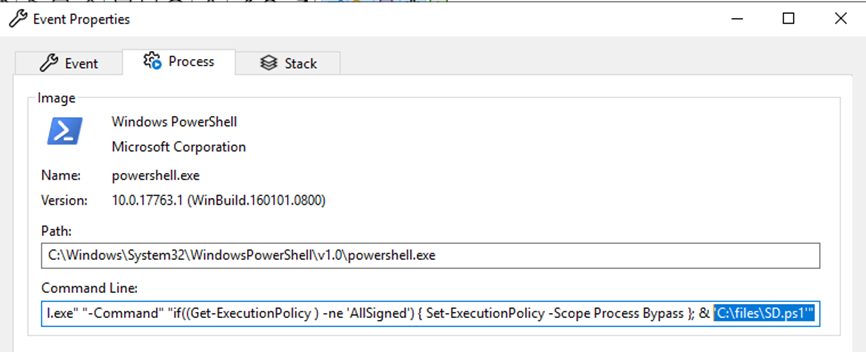 Event Properties
Event Process Stack
Image
Windows PowerShell
Microsoft Corporation
Name: powershell.exe
Version: 10.0.17763.1 (WinBuild.160101.0800)
Path:
C:\Windows\System32\WindowsPowerShell\v1.0\powershell.exe
Command Line:
l.exe" "-Command" "if((Get-ExecutionPolicy ) -ne 'AllSigned') { Set-ExecutionPolicy -Scope Process Bypass }; & 'C:\files\SD.ps1'"